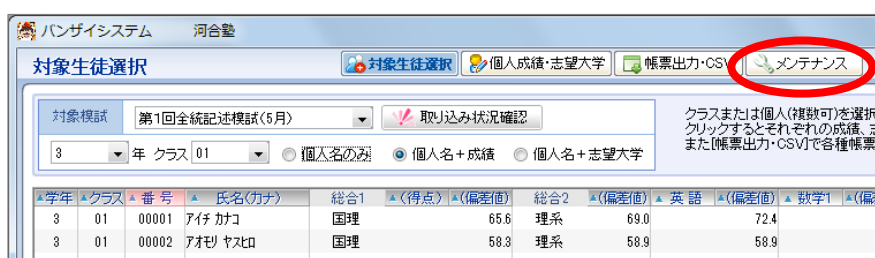 バンザイシステム 河合塾
対象生徒選択 対象生徒選択 個人成績・志望大学 帳票出力・CSV メンテナンス
対象模試 第1回全統記述模試(5月) 取り込み状況確認
3 年 クラス 01 個人名のみ 個人名+成績 個人名+志望大学
クラスまたは個人(複数可)を選択
クリックするとそれぞれの成績、
また[帳票出力・CSV]で各種帳票
学年 クラス 番号 氏名(カナ) 総合1 (得点) (偏差値) 総合2 (偏差値) 英語 (偏差値) 数学1
3 01 00001 アイチ カナコ 国理 65.6 理系 69.0 72.4
3 01 00002 アオモリ ヤスヒロ 国理 58.3 理系 58.9 58.9